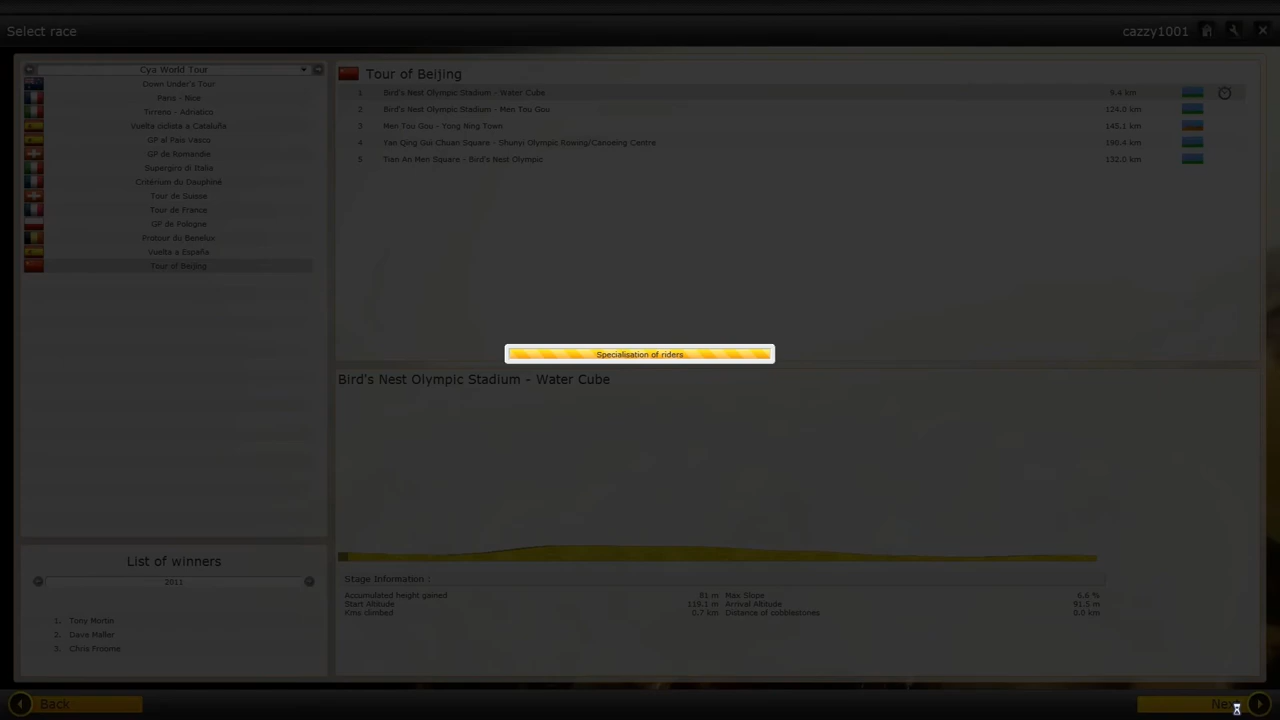 Select race
cazzy1001
Cya World Tour
Down Under's Tour
Paris - Nice
Tirreno - Adriatico
Vuelta ciclista a Cataluña
GP al Pais Vasco
GP de Romandie
Supergiro di Italia
Critérium du Dauphiné
Tour de Suisse
Tour de France
GP de Pologne
Protour du Benelux
Vuelta a España
Tour of Beijing
Tour of Beijing
1 Bird's Nest Olympic Stadium - Water Cube 9.4 km
2 Bird's Nest Olympic Stadium - Men Tou Gou 124.0 km
3 Men Tou Gou - Yong Ning Town 145.1 km
4 Yan Qing Gui Chuan Square - Shunyi Olympic Rowing/Canoeing Centre 190.4 km
5 Tian An Men Square - Bird's Nest Olympic 132.0 km
Specialisation of riders
Bird's Nest Olympic Stadium - Water Cube
Stage Information :
Accumulated height gained 81 m Max Slope 6.6 %
Start Altitude 119.1 m Arrival Altitude 91.5 m
Kms climbed 0.7 km Distance of cobblestones 0.0 km
List of winners
2011
1. Tony Mortin
2. Dave Maller
3. Chris Froome
Back
Next